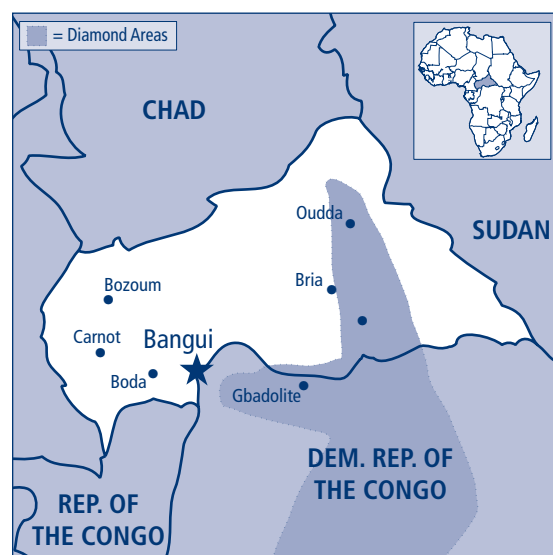 = Diamond Areas
CHAD
SUDAN
Oudda
Bria
Bozoum
Carnot
Bangui
Boda
Gbadolite
DEM. REP. OF
THE CONGO
REP. OF
THE CONGO